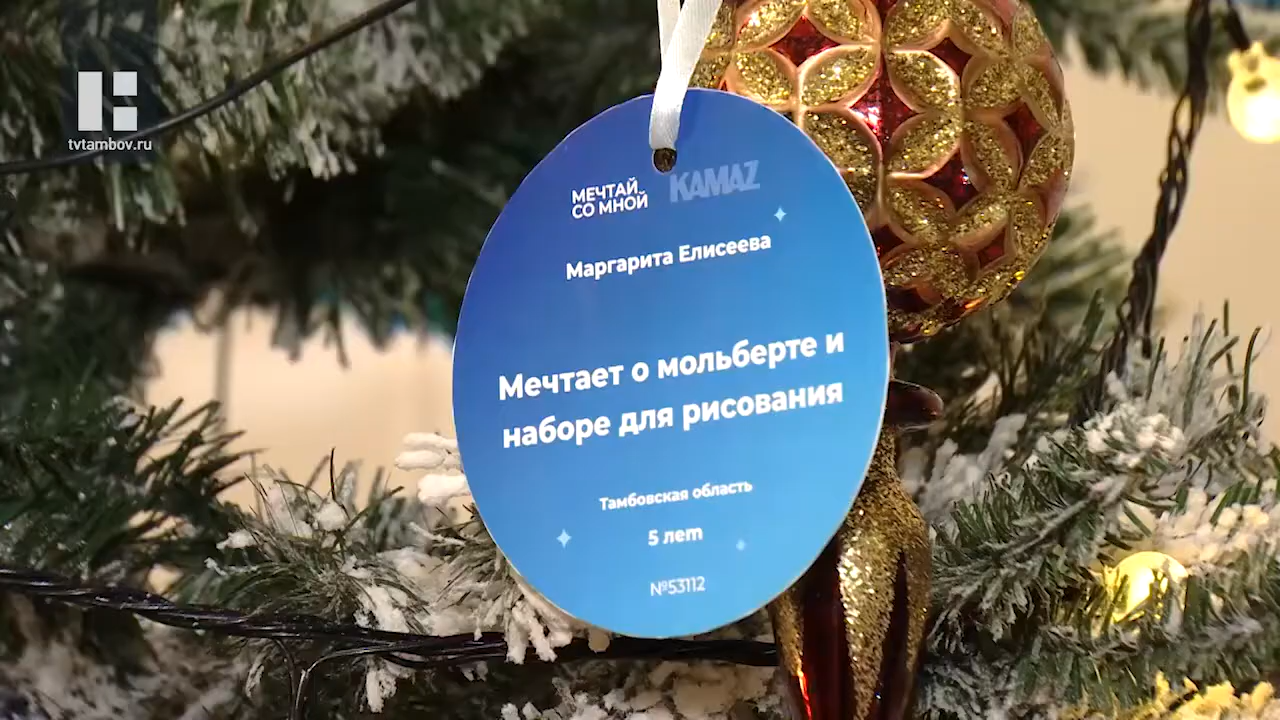 tvtambov.ru
МЕЧТАЙ
СО МНОЙ
KAMAZ
Маргарита Елисеева
Мечтает о мольберте и
наборе для рисования
Тамбовская область
5 лет
№53112